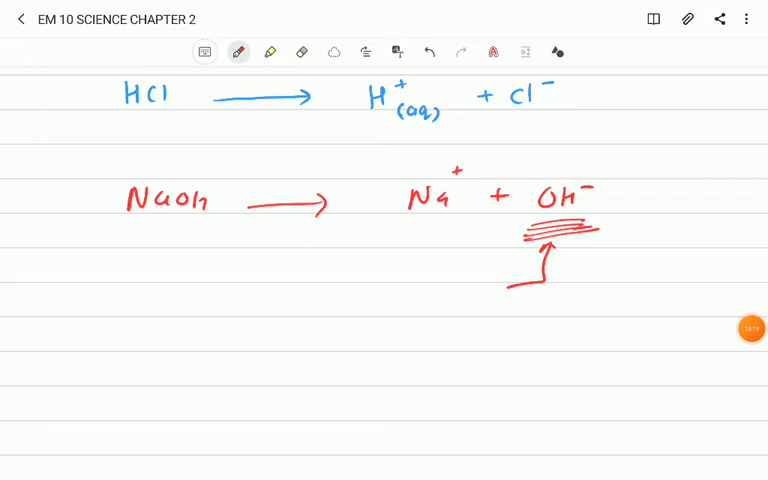 EM 10 SCIENCE CHAPTER 2
HCl ⟶ H⁺(aq) + Cl⁻
Naoh ⟶ Na⁺ + OH⁻